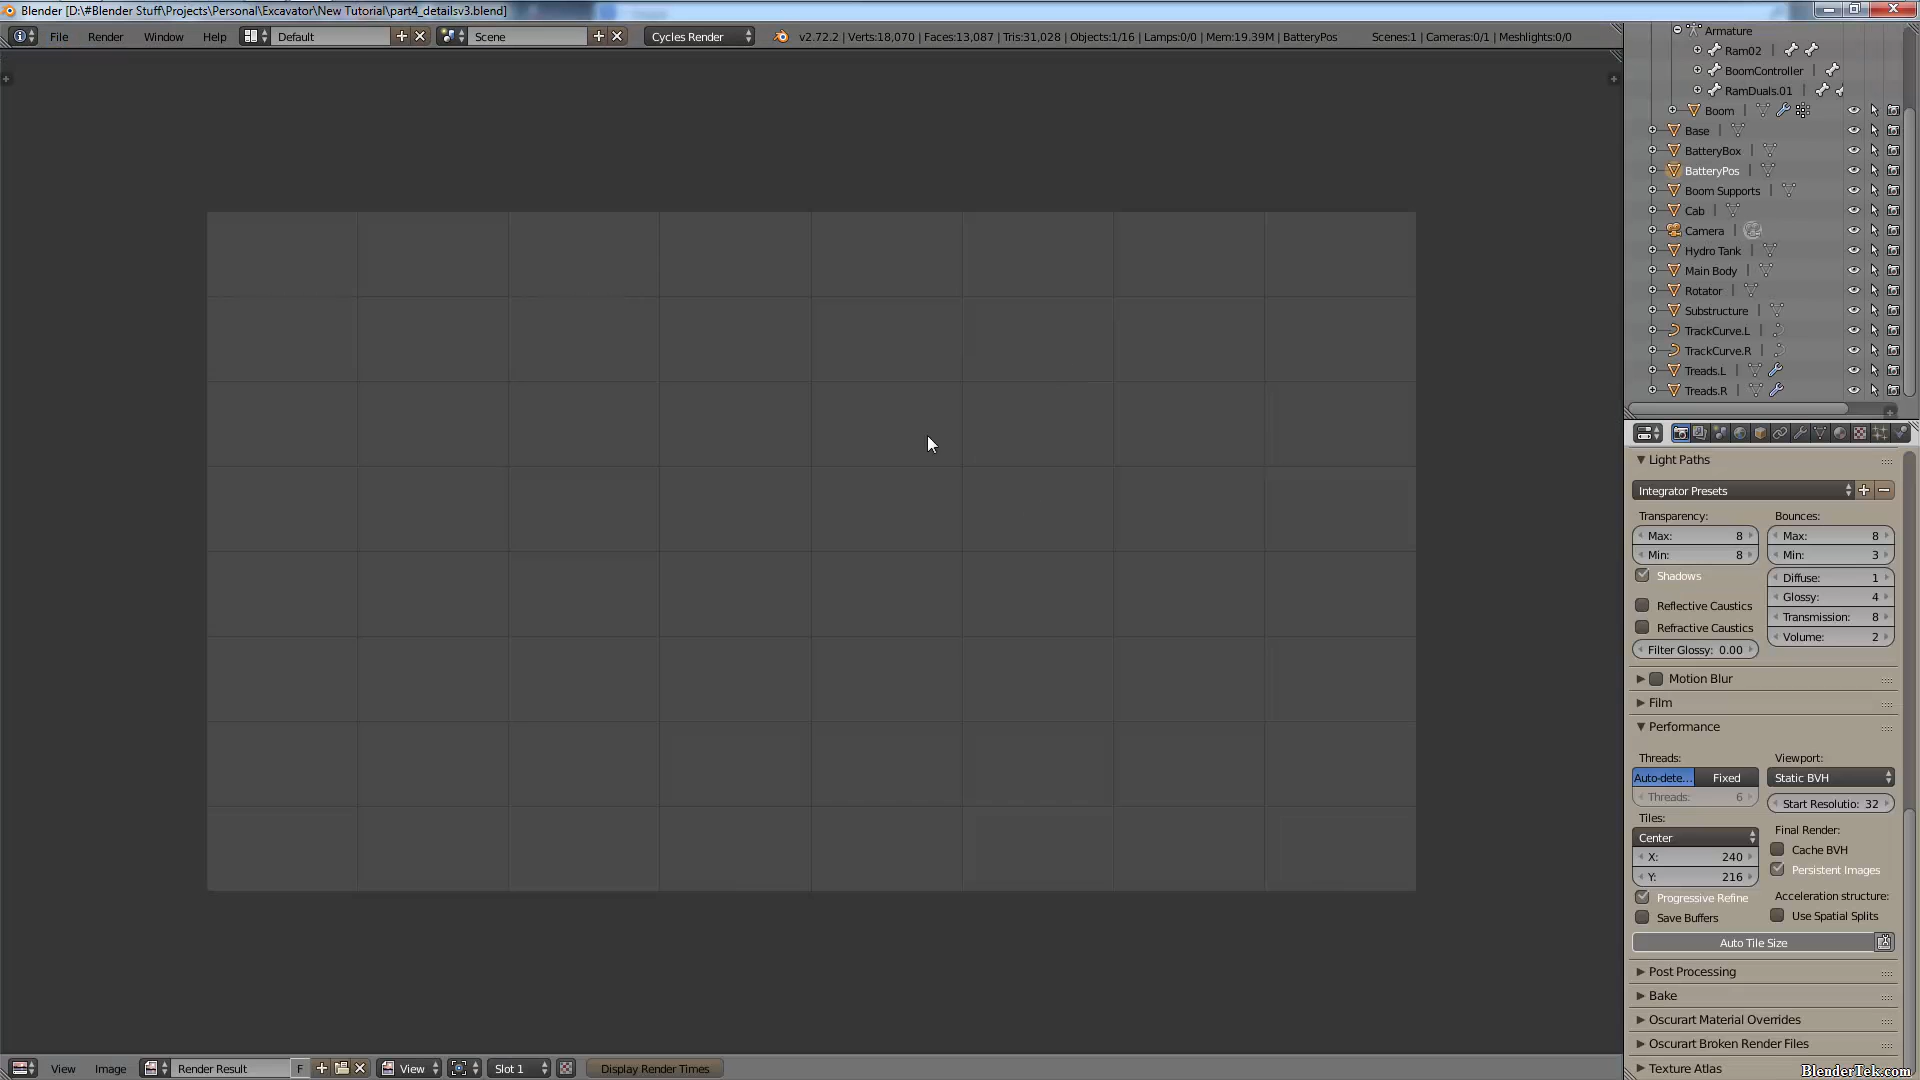 Blender [D:\#Blender Stuff\Projects\Personal\Excavator\New Tutorial\part4_detailsv3.blend]
File Render Window Help Default Scene Cycles Render v2.72.2 | Verts:18,070 | Faces:13,087 | Tris:31,028 | Objects:1/16 | Lamps:0/0 | Mem:19.39M | BatteryPos Scenes:1 | Cameras:0/1 | Meshlights:0/0
Armature
Ram02
BoomController
RamDuals.01
Boom
Base
BatteryBox
BatteryPos
Boom Supports
Cab
Camera
Hydro Tank
Main Body
Rotator
Substructure
TrackCurve.L
TrackCurve.R
Treads.L
Treads.R
Light Paths
Integrator Presets
Transparency: Bounces:
Max: 8 Max: 8
Min: 8 Min: 3
Shadows Diffuse: 1
Glossy: 4
Reflective Caustics
Transmission: 8
Refractive Caustics
Volume: 2
Filter Glossy: 0.00
Motion Blur
Film
Performance
Threads: Viewport:
Auto-dete... Fixed Static BVH
Threads: 6 Start Resolutio: 32
Tiles:
Final Render:
Center
Cache BVH
X: 240
Persistent Images
Y: 216
Progressive Refine Acceleration structure:
Save Buffers Use Spatial Splits
Auto Tile Size
Post Processing
Bake
Oscurart Material Overrides
Oscurart Broken Render Files
Texture Atlas
View Image Render Result F View Slot 1 Display Render Times
BlenderTek.com